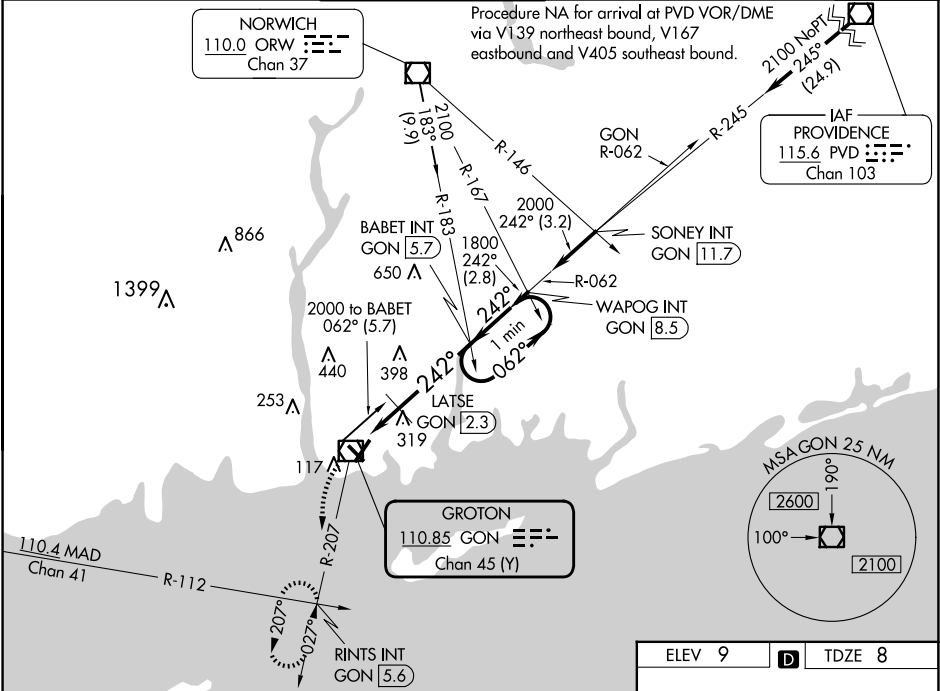 NORWICH
110.0 ORW
Chan 37
Procedure NA for arrival at PVD VOR/DME
via V139 northeast bound, V167
eastbound and V405 southeast bound.
2100 NoPT
245°
(24.9)
R-245
IAF
PROVIDENCE
115.6 PVD
Chan 103
GON
R-062
2100
183°
(9.9)
R-183
R-167
R-146
2000
242° (3.2)
SONEY INT
GON 11.7
BABET INT
GON 5.7
1800
242°
(2.8)
R-062
WAPOG INT
GON 8.5
866
650
1399
2000 to BABET
062° (5.7)
242°
1 min
062°
242°
440
398
253
LATSE
GON 2.3
319
117
GROTON
110.85 GON
Chan 45 (Y)
R-207
110.4 MAD
Chan 41
R-112
207°
027°
RINTS INT
GON 5.6
MSA GON 25 NM
190°
2600
100°
2100
ELEV 9 D TDZE 8